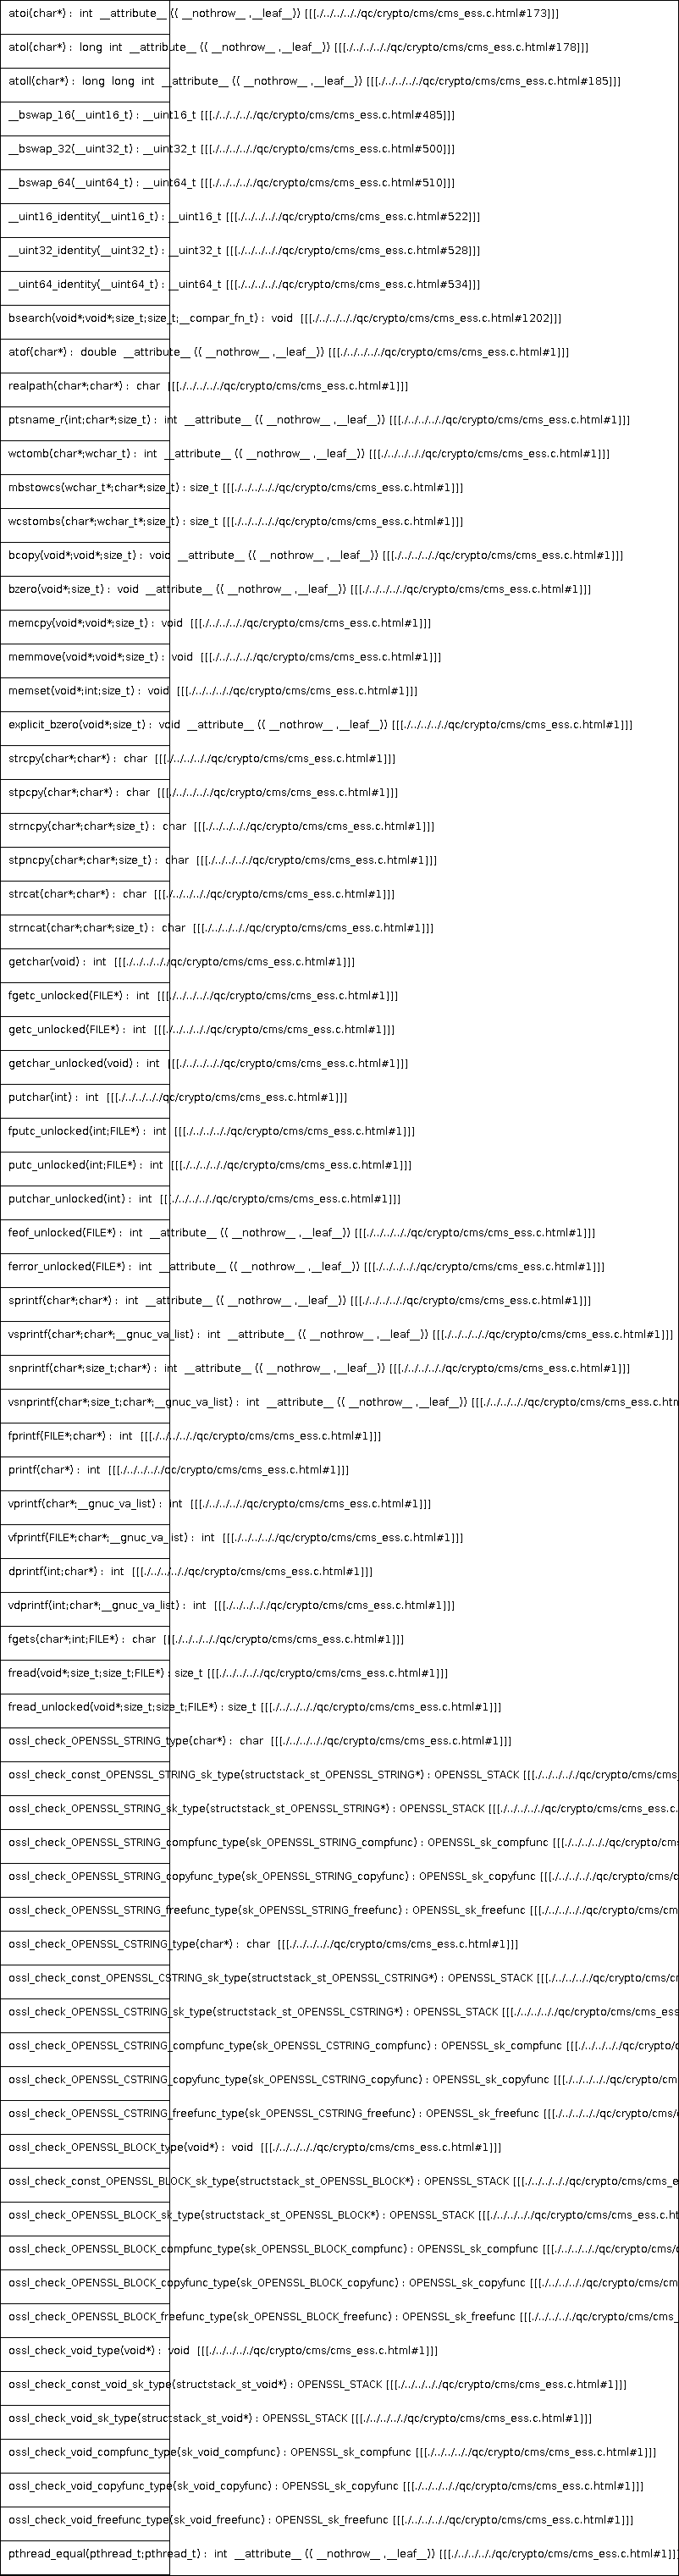 atoi(char*) : int __attribute__ (( __nothrow__ ,__leaf__)) [[[./../../././qc/crypto/cms/cms_ess.c.html#173]]]
atol(char*) : long int __attribute__ (( __nothrow__ ,__leaf__)) [[[./../../././qc/crypto/cms/cms_ess.c.html#178]]]
atoll(char*) : long long int __attribute__ (( __nothrow__ ,__leaf__)) [[[./../../././qc/crypto/cms/cms_ess.c.html#185]]]
__bswap_16(__uint16_t) : __uint16_t [[[./../../././qc/crypto/cms/cms_ess.c.html#485]]]
__bswap_32(__uint32_t) : __uint32_t [[[./../../././qc/crypto/cms/cms_ess.c.html#500]]]
__bswap_64(__uint64_t) : __uint64_t [[[./../../././qc/crypto/cms/cms_ess.c.html#510]]]
__uint16_identity(__uint16_t) : __uint16_t [[[./../../././qc/crypto/cms/cms_ess.c.html#522]]]
__uint32_identity(__uint32_t) : __uint32_t [[[./../../././qc/crypto/cms/cms_ess.c.html#528]]]
__uint64_identity(__uint64_t) : __uint64_t [[[./../../././qc/crypto/cms/cms_ess.c.html#534]]]
bsearch(void*;void*;size_t;size_t;__compar_fn_t) : void [[[./../../././qc/crypto/cms/cms_ess.c.html#1202]]]
atof(char*) : double __attribute__ (( __nothrow__ ,__leaf__)) [[[./../../././qc/crypto/cms/cms_ess.c.html#1]]]
realpath(char*;char*) : char [[[./../../././qc/crypto/cms/cms_ess.c.html#1]]]
ptsname_r(int;char*;size_t) : int __attribute__ (( __nothrow__ ,__leaf__)) [[[./../../././qc/crypto/cms/cms_ess.c.html#1]]]
wctomb(char*;wchar_t) : int __attribute__ (( __nothrow__ ,__leaf__)) [[[./../../././qc/crypto/cms/cms_ess.c.html#1]]]
mbstowcs(wchar_t*;char*;size_t) : size_t [[[./../../././qc/crypto/cms/cms_ess.c.html#1]]]
wcstombs(char*;wchar_t*;size_t) : size_t [[[./../../././qc/crypto/cms/cms_ess.c.html#1]]]
bcopy(void*;void*;size_t) : void __attribute__ (( __nothrow__ ,__leaf__)) [[[./../../././qc/crypto/cms/cms_ess.c.html#1]]]
bzero(void*;size_t) : void __attribute__ (( __nothrow__ ,__leaf__)) [[[./../../././qc/crypto/cms/cms_ess.c.html#1]]]
memcpy(void*;void*;size_t) : void [[[./../../././qc/crypto/cms/cms_ess.c.html#1]]]
memmove(void*;void*;size_t) : void [[[./../../././qc/crypto/cms/cms_ess.c.html#1]]]
memset(void*;int;size_t) : void [[[./../../././qc/crypto/cms/cms_ess.c.html#1]]]
explicit_bzero(void*;size_t) : void __attribute__ (( __nothrow__ ,__leaf__)) [[[./../../././qc/crypto/cms/cms_ess.c.html#1]]]
strcpy(char*;char*) : char [[[./../../././qc/crypto/cms/cms_ess.c.html#1]]]
stpcpy(char*;char*) : char [[[./../../././qc/crypto/cms/cms_ess.c.html#1]]]
strncpy(char*;char*;size_t) : char [[[./../../././qc/crypto/cms/cms_ess.c.html#1]]]
stpncpy(char*;char*;size_t) : char [[[./../../././qc/crypto/cms/cms_ess.c.html#1]]]
strcat(char*;char*) : char [[[./../../././qc/crypto/cms/cms_ess.c.html#1]]]
strncat(char*;char*;size_t) : char [[[./../../././qc/crypto/cms/cms_ess.c.html#1]]]
getchar(void) : int [[[./../../././qc/crypto/cms/cms_ess.c.html#1]]]
fgetc_unlocked(FILE*) : int [[[./../../././qc/crypto/cms/cms_ess.c.html#1]]]
getc_unlocked(FILE*) : int [[[./../../././qc/crypto/cms/cms_ess.c.html#1]]]
getchar_unlocked(void) : int [[[./../../././qc/crypto/cms/cms_ess.c.html#1]]]
putchar(int) : int [[[./../../././qc/crypto/cms/cms_ess.c.html#1]]]
fputc_unlocked(int;FILE*) : int [[[./../../././qc/crypto/cms/cms_ess.c.html#1]]]
putc_unlocked(int;FILE*) : int [[[./../../././qc/crypto/cms/cms_ess.c.html#1]]]
putchar_unlocked(int) : int [[[./../../././qc/crypto/cms/cms_ess.c.html#1]]]
feof_unlocked(FILE*) : int __attribute__ (( __nothrow__ ,__leaf__)) [[[./../../././qc/crypto/cms/cms_ess.c.html#1]]]
ferror_unlocked(FILE*) : int __attribute__ (( __nothrow__ ,__leaf__)) [[[./../../././qc/crypto/cms/cms_ess.c.html#1]]]
sprintf(char*;char*) : int __attribute__ (( __nothrow__ ,__leaf__)) [[[./../../././qc/crypto/cms/cms_ess.c.html#1]]]
vsprintf(char*;char*;__gnuc_va_list) : int __attribute__ (( __nothrow__ ,__leaf__)) [[[./../../././qc/crypto/cms/cms_ess.c.html#1]]]
snprintf(char*;size_t;char*) : int __attribute__ (( __nothrow__ ,__leaf__)) [[[./../../././qc/crypto/cms/cms_ess.c.html#1]]]
vsnprintf(char*;size_t;char*;__gnuc_va_list) : int __attribute__ (( __nothrow__ ,__leaf__)) [[[./../../././qc/crypto/cms/cms_ess.c.htm
fprintf(FILE*;char*) : int [[[./../../././qc/crypto/cms/cms_ess.c.html#1]]]
printf(char*) : int [[[./../../././qc/crypto/cms/cms_ess.c.html#1]]]
vprintf(char*;__gnuc_va_list) : int [[[./../../././qc/crypto/cms/cms_ess.c.html#1]]]
vfprintf(FILE*;char*;__gnuc_va_list) : int [[[./../../././qc/crypto/cms/cms_ess.c.html#1]]]
dprintf(int;char*) : int [[[./../../././qc/crypto/cms/cms_ess.c.html#1]]]
vdprintf(int;char*;__gnuc_va_list) : int [[[./../../././qc/crypto/cms/cms_ess.c.html#1]]]
fgets(char*;int;FILE*) : char [[[./../../././qc/crypto/cms/cms_ess.c.html#1]]]
fread(void*;size_t;size_t;FILE*) : size_t [[[./../../././qc/crypto/cms/cms_ess.c.html#1]]]
fread_unlocked(void*;size_t;size_t;FILE*) : size_t [[[./../../././qc/crypto/cms/cms_ess.c.html#1]]]
ossl_check_OPENSSL_STRING_type(char*) : char [[[./../../././qc/crypto/cms/cms_ess.c.html#1]]]
ossl_check_const_OPENSSL_STRING_sk_type(structstack_st_OPENSSL_STRING*) : OPENSSL_STACK [[[./../../././qc/crypto/cms/cms_
ossl_check_OPENSSL_STRING_sk_type(structstack_st_OPENSSL_STRING*) : OPENSSL_STACK [[[./../../././qc/crypto/cms/cms_ess.c.
ossl_check_OPENSSL_STRING_compfunc_type(sk_OPENSSL_STRING_compfunc) : OPENSSL_sk_compfunc [[[./../../././qc/crypto/cms/cm
ossl_check_OPENSSL_STRING_copyfunc_type(sk_OPENSSL_STRING_copyfunc) : OPENSSL_sk_copyfunc [[[./../../././qc/crypto/cms/c
ossl_check_OPENSSL_STRING_freefunc_type(sk_OPENSSL_STRING_freefunc) : OPENSSL_sk_freefunc [[[./../../././qc/crypto/cms/cm
ossl_check_OPENSSL_CSTRING_type(char*) : char [[[./../../././qc/crypto/cms/cms_ess.c.html#1]]]
ossl_check_const_OPENSSL_CSTRING_sk_type(structstack_st_OPENSSL_CSTRING*) : OPENSSL_STACK [[[./../../././qc/crypto/cms/cm
ossl_check_OPENSSL_CSTRING_sk_type(structstack_st_OPENSSL_CSTRING*) : OPENSSL_STACK [[[./../../././qc/crypto/cms/cms_ess
ossl_check_OPENSSL_CSTRING_compfunc_type(sk_OPENSSL_CSTRING_compfunc) : OPENSSL_sk_compfunc [[[./../../././qc/crypto/c
ossl_check_OPENSSL_CSTRING_copyfunc_type(sk_OPENSSL_CSTRING_copyfunc) : OPENSSL_sk_copyfunc [[[./../../././qc/crypto/cm
ossl_check_OPENSSL_CSTRING_freefunc_type(sk_OPENSSL_CSTRING_freefunc) : OPENSSL_sk_freefunc [[[./../../././qc/crypto/cms/
ossl_check_OPENSSL_BLOCK_type(void*) : void [[[./../../././qc/crypto/cms/cms_ess.c.html#1]]]
ossl_check_const_OPENSSL_BLOCK_sk_type(structstack_st_OPENSSL_BLOCK*) : OPENSSL_STACK [[[./../../././qc/crypto/cms/cms_e
ossl_check_OPENSSL_BLOCK_sk_type(structstack_st_OPENSSL_BLOCK*) : OPENSSL_STACK [[[./../../././qc/crypto/cms/cms_ess.c.ht
ossl_check_OPENSSL_BLOCK_compfunc_type(sk_OPENSSL_BLOCK_compfunc) : OPENSSL_sk_compfunc [[[./../../././qc/crypto/cms/c
ossl_check_OPENSSL_BLOCK_copyfunc_type(sk_OPENSSL_BLOCK_copyfunc) : OPENSSL_sk_copyfunc [[[./../../././qc/crypto/cms/cm
ossl_check_OPENSSL_BLOCK_freefunc_type(sk_OPENSSL_BLOCK_freefunc) : OPENSSL_sk_freefunc [[[./../../././qc/crypto/cms/cms_
ossl_check_void_type(void*) : void [[[./../../././qc/crypto/cms/cms_ess.c.html#1]]]
ossl_check_const_void_sk_type(structstack_st_void*) : OPENSSL_STACK [[[./../../././qc/crypto/cms/cms_ess.c.html#1]]]
ossl_check_void_sk_type(structstack_st_void*) : OPENSSL_STACK [[[./../../././qc/crypto/cms/cms_ess.c.html#1]]]
ossl_check_void_compfunc_type(sk_void_compfunc) : OPENSSL_sk_compfunc [[[./../../././qc/crypto/cms/cms_ess.c.html#1]]]
ossl_check_void_copyfunc_type(sk_void_copyfunc) : OPENSSL_sk_copyfunc [[[./../../././qc/crypto/cms/cms_ess.c.html#1]]]
ossl_check_void_freefunc_type(sk_void_freefunc) : OPENSSL_sk_freefunc [[[./../../././qc/crypto/cms/cms_ess.c.html#1]]]
pthread_equal(pthread_t;pthread_t) : int __attribute__ (( __nothrow__ ,__leaf__)) [[[./../../././qc/crypto/cms/cms_ess.c.html#1]]]